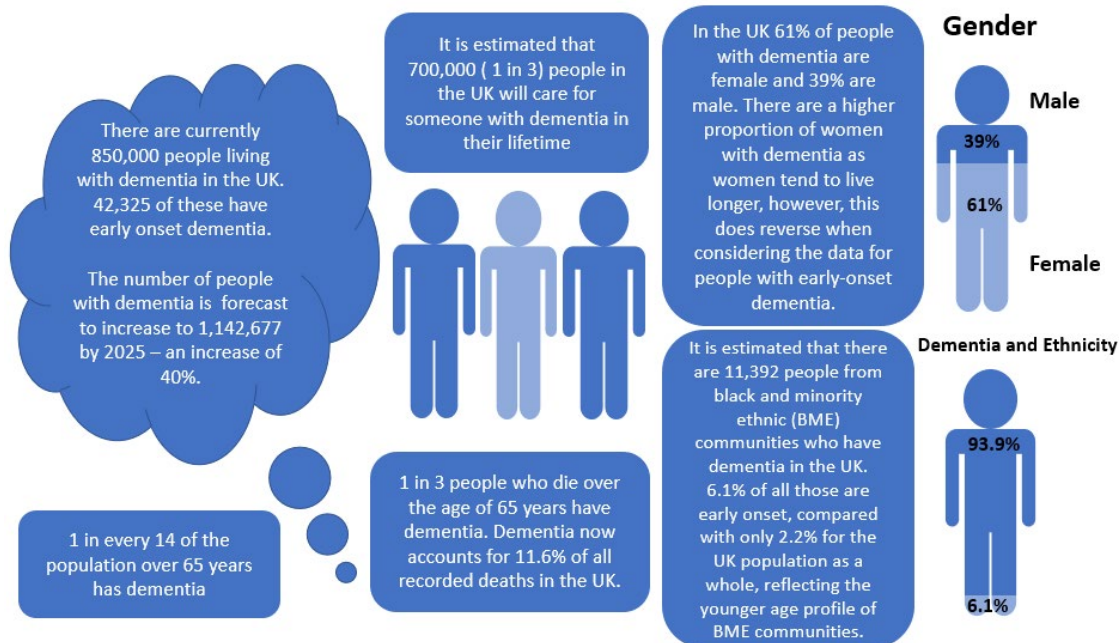 There are currently
850,000 people living
with dementia in the UK.
42,325 of these have
early onset dementia.
The number of people
with dementia is forecast
to increase to 1,142,677
by 2025 – an increase of
40%.
1 in every 14 of the
population over 65 years
has dementia
It is estimated that
700,000 ( 1 in 3) people in
the UK will care for
someone with dementia in
their lifetime
1 in 3 people who die over
the age of 65 years have
dementia. Dementia now
accounts for 11.6% of all
recorded deaths in the UK.
In the UK 61% of people
with dementia are
female and 39% are
male. There are a higher
proportion of women
with dementia as
women tend to live
longer, however, this
does reverse when
considering the data for
people with early-onset
dementia.
Gender
Male
39%
61%
Female
It is estimated that there
are 11,392 people from
black and minority
ethnic (BME)
communities who have
dementia in the UK.
6.1% of all those are
early onset, compared
with only 2.2% for the
UK population as a
whole, reflecting the
younger age profile of
BME communities.
Dementia and Ethnicity
93.9%
6.1%